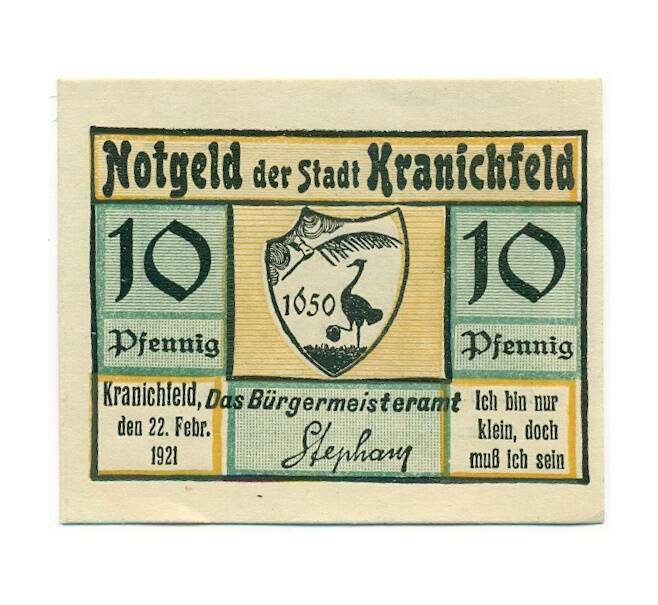 Notgeld der Stadt Kranichfeld
10
Pfennig
1650
10
Pfennig
Kranichfeld,
den 22. Febr.
1921
Das Bürgermeisteramt
Stephany
Ich bin nur
klein, doch
muß ich sein